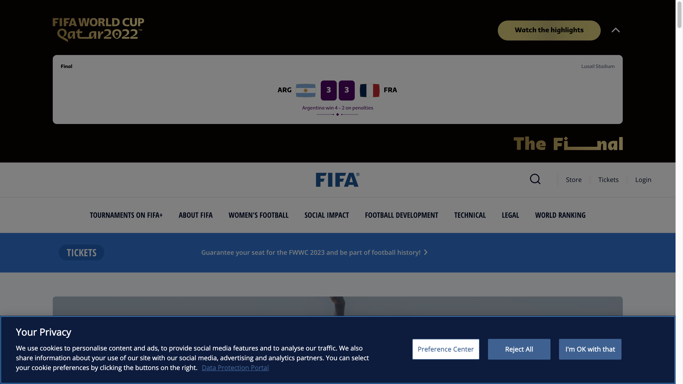 FIFA WORLD CUP
Qatar2022™
Watch the highlights
Final
Lusail Stadium
ARG 3 3 FRA
Argentina win 4 - 2 on penalties
The Final
FIFA®
Store
Tickets
Login
TOURNAMENTS ON FIFA+
ABOUT FIFA
WOMEN'S FOOTBALL
SOCIAL IMPACT
FOOTBALL DEVELOPMENT
TECHNICAL
LEGAL
WORLD RANKING
TICKETS
Guarantee your seat for the FWWC 2023 and be part of football history!
Your Privacy
We use cookies to personalise content and ads, to provide social media features and to analyse our traffic. We also
share information about your use of our site with our social media, advertising and analytics partners. You can select
your cookie preferences by clicking the buttons on the right. Data Protection Portal
Preference Center
Reject All
I'm OK with that